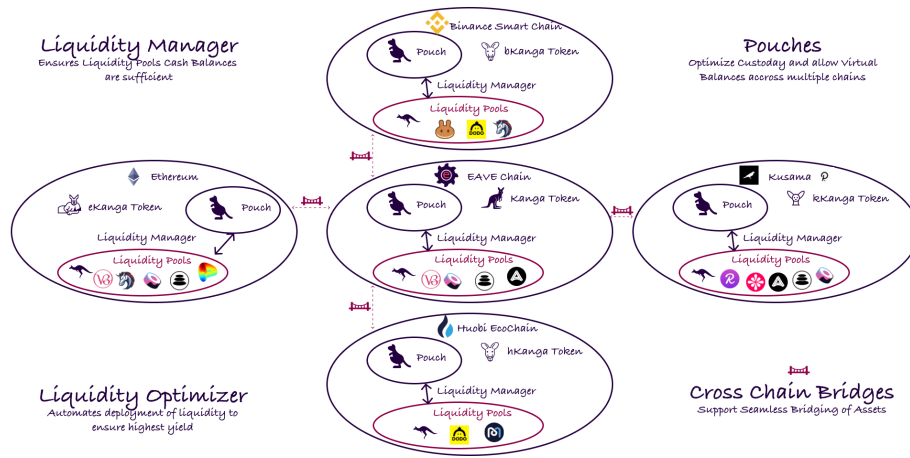 Liquidity Manager
Ensures Liquidity Pools Cash Balances
are sufficient
Binance Smart Chain
Pouch
bKanga Token
Liquidity Manager
Liquidity Pools
DODO
Pouches
Optimize Custoday and allow Virtual
Balances accross multiple chains
Ethereum
eKanga Token
Pouch
Liquidity Manager
Liquidity Pools
V3
EAVE Chain
Pouch
Kanga Token
Liquidity Manager
Liquidity Pools
V3
Kusama
Pouch
kKanga Token
Liquidity Manager
Liquidity Pools
Huobi EcoChain
Pouch
hKanga Token
Liquidity Manager
Liquidity Pools
DODO
Liquidity Optimizer
Automates deployment of liquidity to
ensure highest yield
Cross Chain Bridges
Support Seamless Bridging of Assets